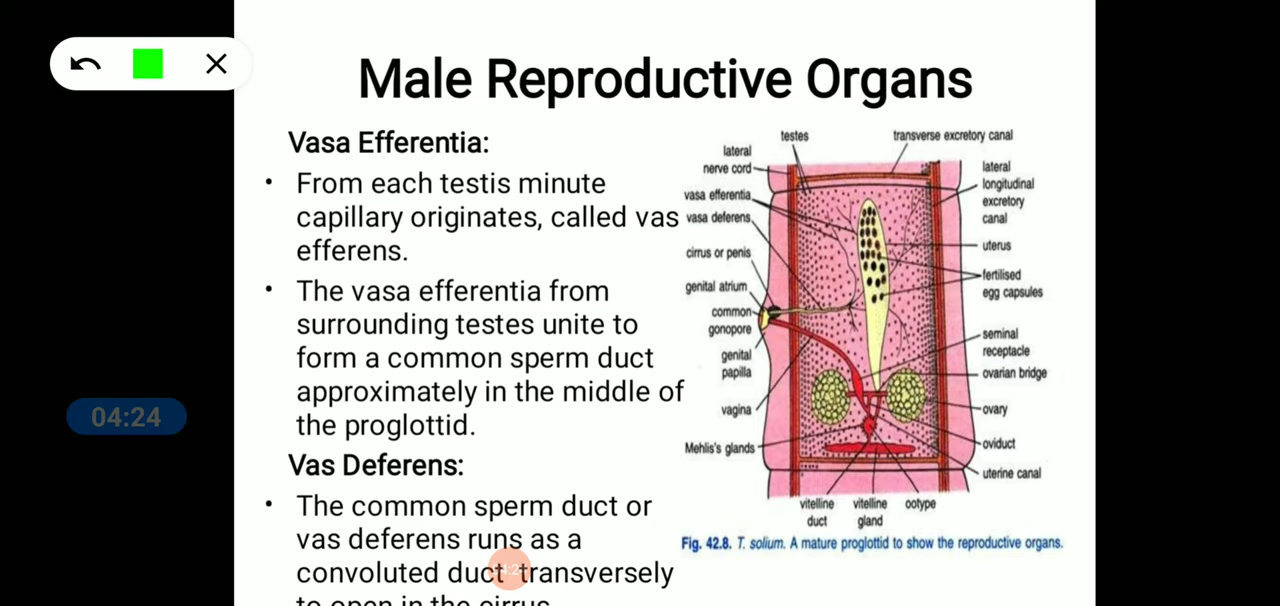 Male Reproductive Organs
Vasa Efferentia:
• From each testis minute
capillary originates, called vas
efferens.
• The vasa efferentia from
surrounding testes unite to
form a common sperm duct
approximately in the middle of
the proglottid.
Vas Deferens:
• The common sperm duct or
vas deferens runs as a
convoluted duct transversely
to open in the cirrus
04:24
testes
transverse excretory canal
lateral
nerve cord
vasa efferentia
vas deferens
cirrus or penis
genital atrium
common
gonopore
genital
papilla
vagina
Mehlis's glands
lateral
longitudinal
excretory
canal
uterus
fertilised
egg capsules
seminal
receptacle
ovarian bridge
ovary
oviduct
uterine canal
vitelline
duct
vitelline
gland
ootype
Fig. 42.8. T. solium. A mature proglottid to show the reproductive organs.